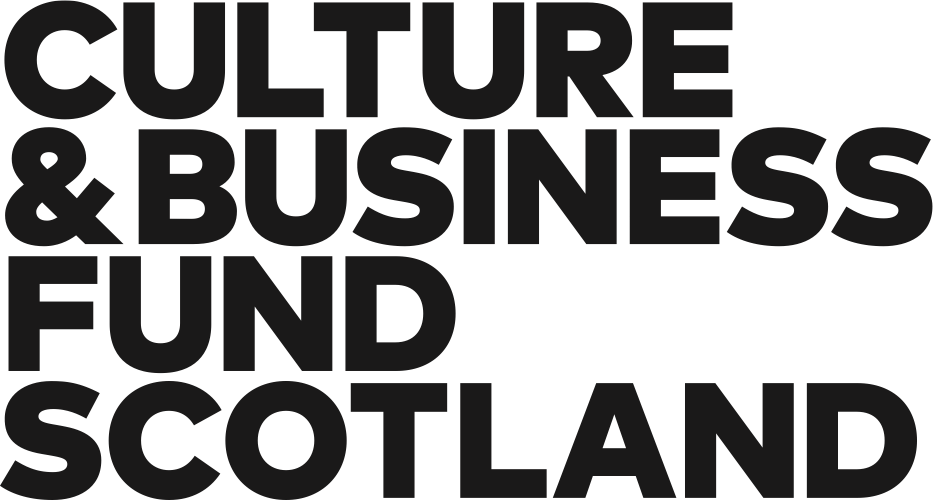 CULTURE
& BUSINESS
FUND
SCOTLAND